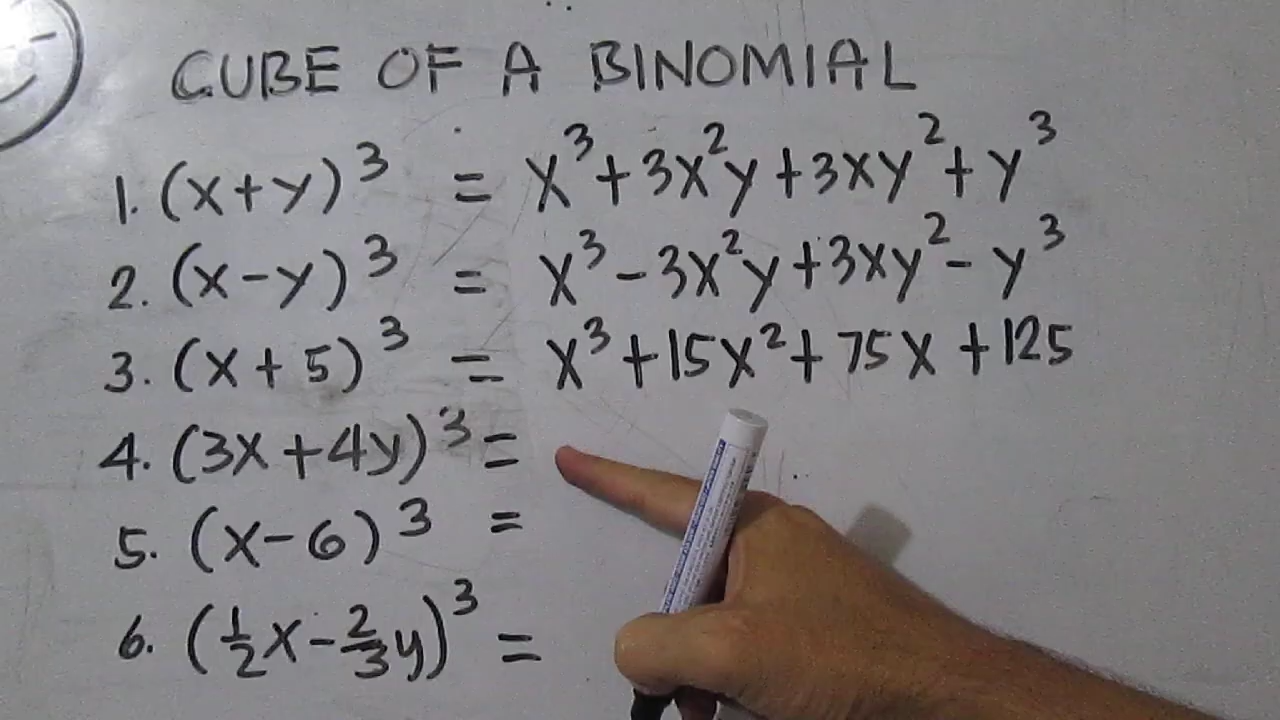 CUBE OF A BINOMIAL
1. (x+y)³ = x³+3x²y+3xy²+y³
2. (x-y)³ = x³-3x²y+3xy²-y³
3. (x+5)³ = x³+15x²+75x+125
4. (3x+4y)³ =
5. (x-6)³ =
6. (½x-⅔y)³ =